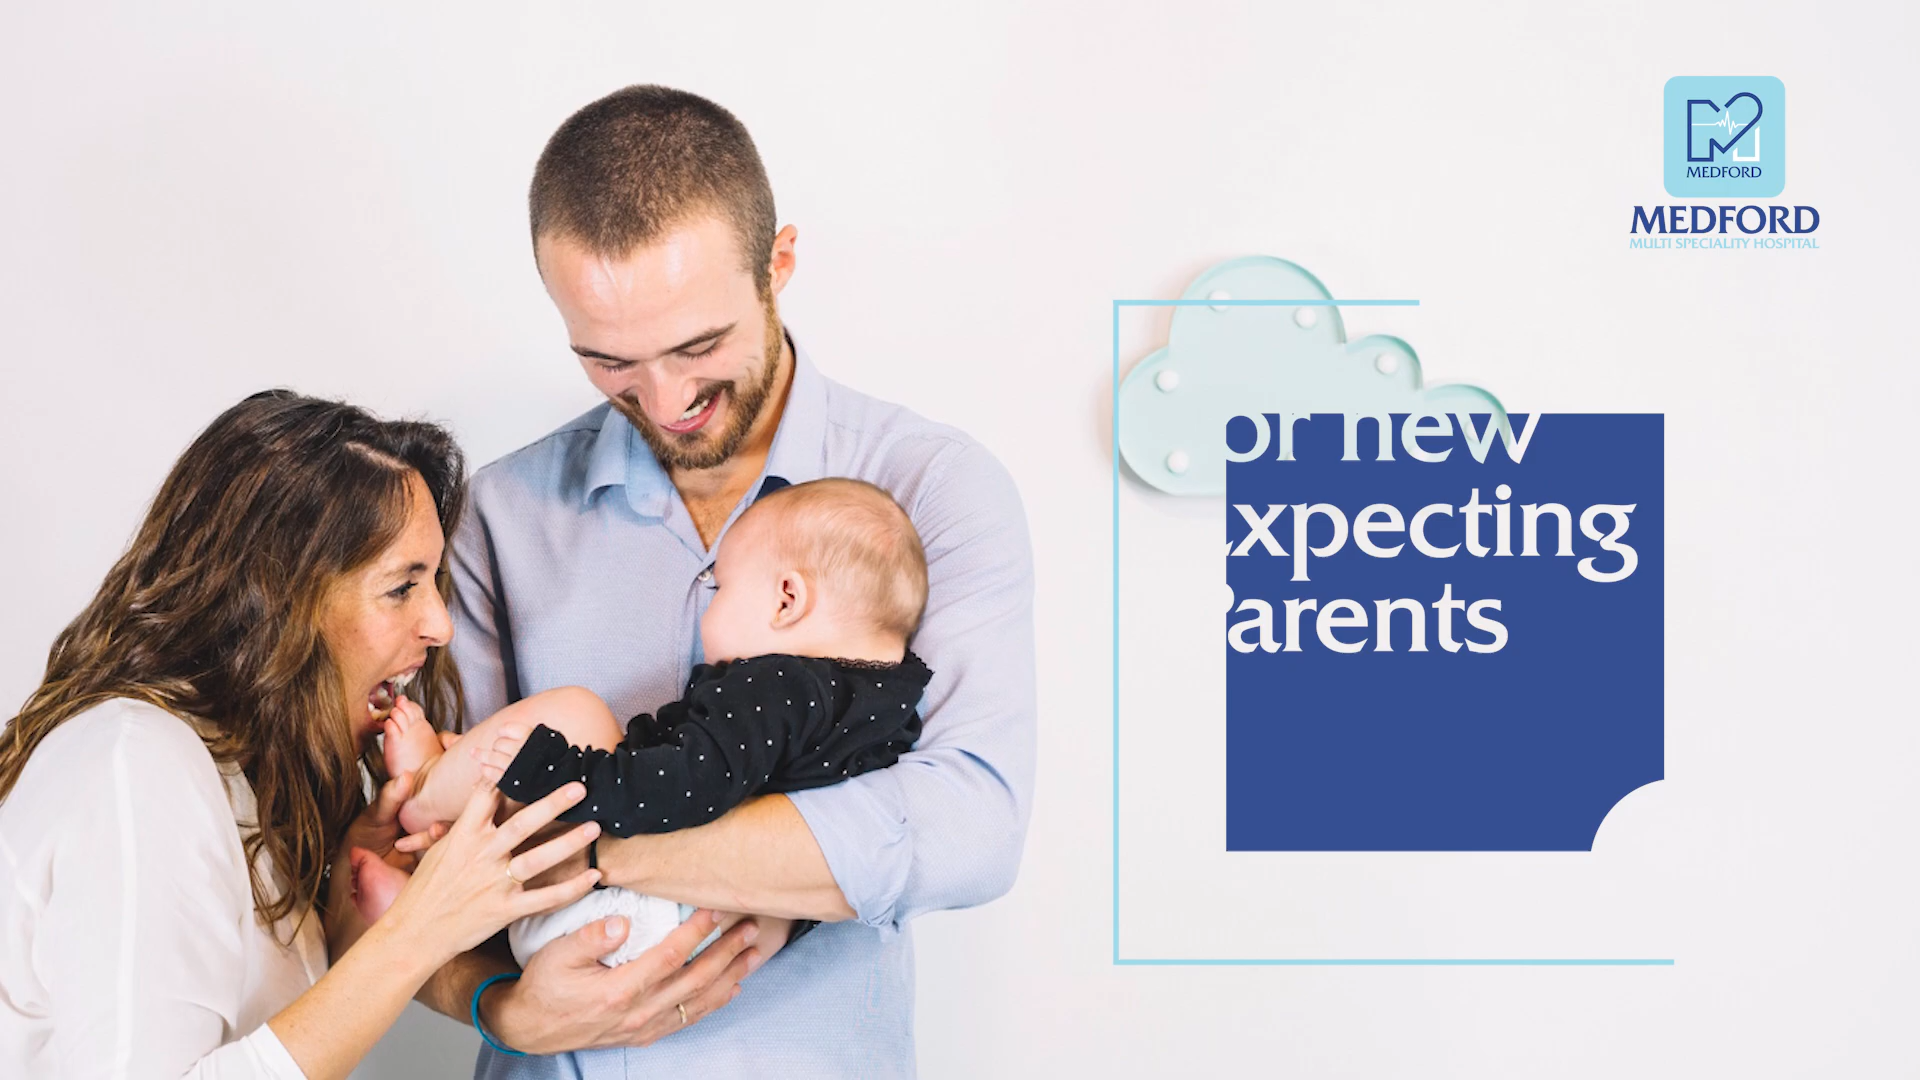 MEDFORD
MEDFORD
MULTI SPECIALITY HOSPITAL
or new
xpecting
arents